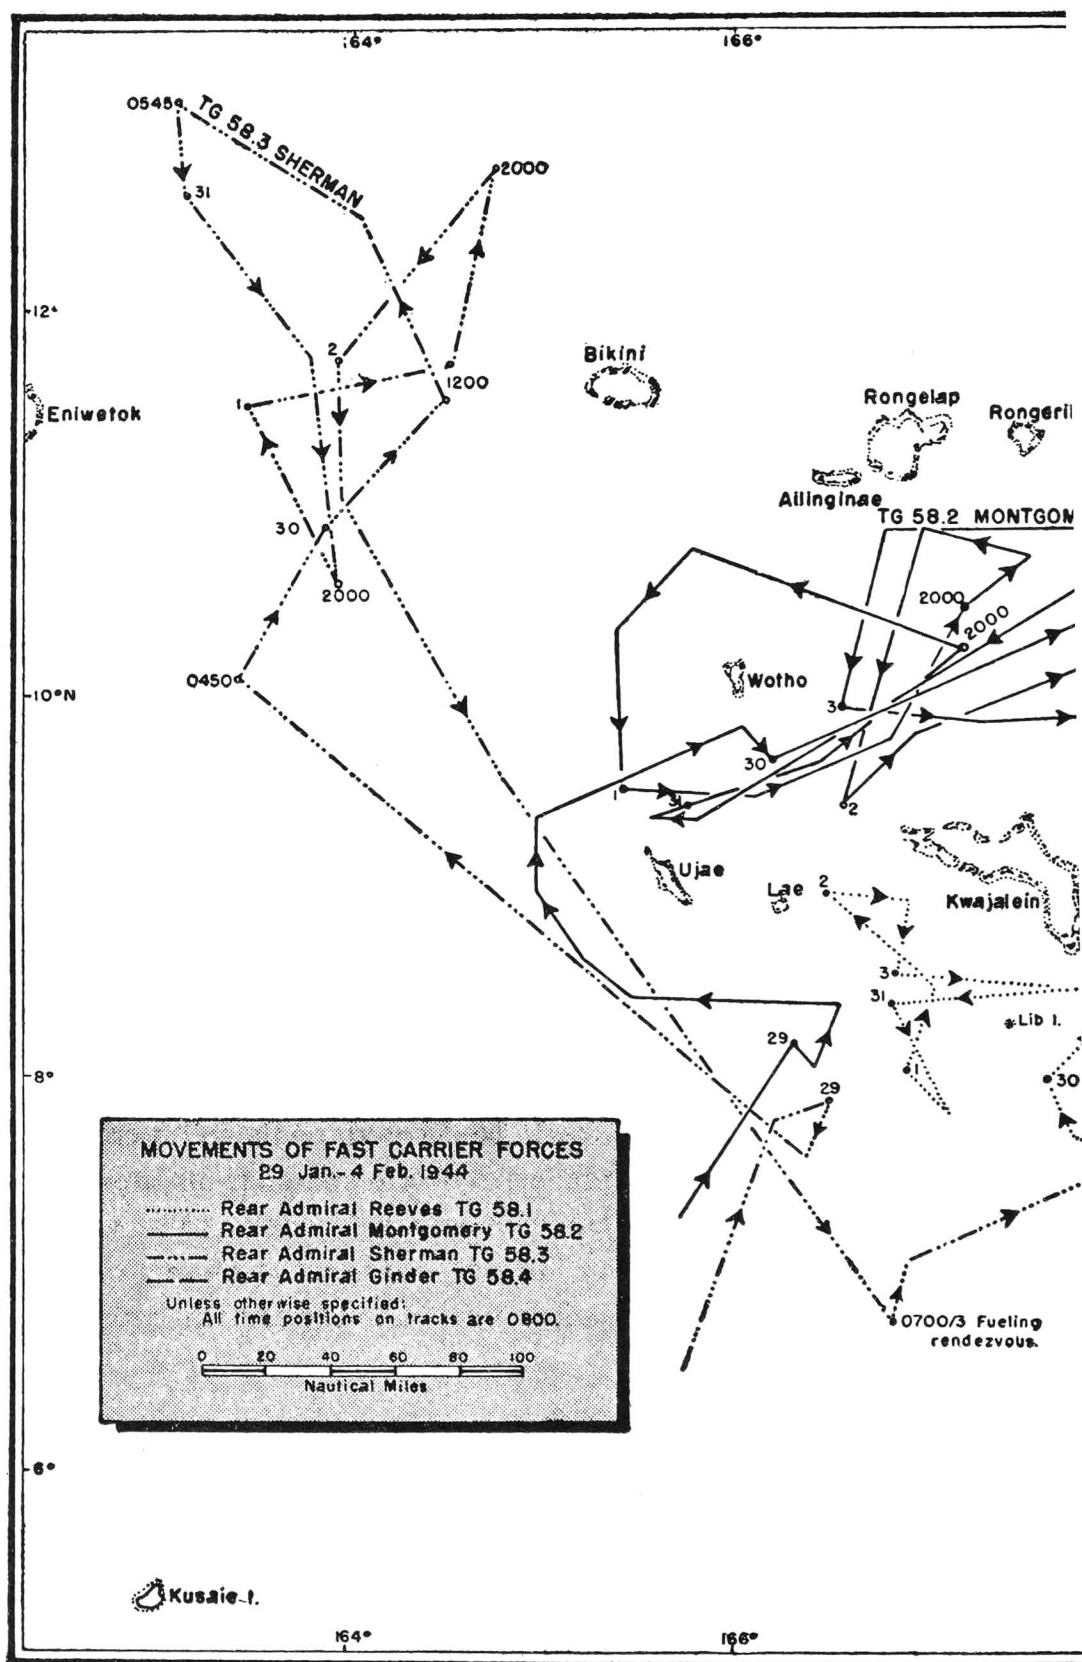 164°
166°
0545
TG 58.3 SHERMAN
31
2000
12°
2
1200
1
Bikini
Eniwetok
Rongelap
Ailinginae
TG 58.2 MONTGOM
30
2000
2000
2000
0450
10°N
Wotho
3
30
1
31
2
Ujae
Lae
2
Kwajalein
3
31
Lib I.
29
1
30
29
8°
MOVEMENTS OF FAST CARRIER FORCES
29 Jan.-4 Feb. 1944
Rear Admiral Reeves TG 58.1
Rear Admiral Montgomery TG 58.2
Rear Admiral Sherman TG 58.3
Rear Admiral Ginder TG 58.4
Unless otherwise specified:
All time positions on tracks are 0800.
0 20 40 60 80 100
Nautical Miles
0700/3 Fueling
rendezvous.
6°
Kusaie I.
164°
166°